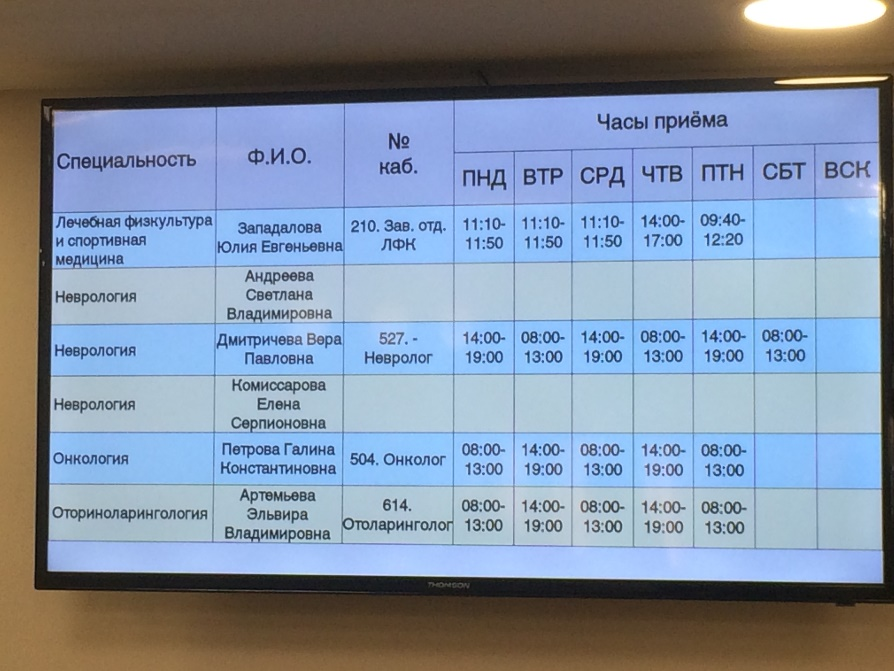 Специальность
Ф.И.О.
№
каб.
Часы приёма
ПНД ВТР СРД ЧТВ ПТН СБТ ВСК
Лечебная физкультура
и спортивная
медицина
Западалова
Юлия Евгеньевна
210. Зав. отд.
ЛФК
11:10- 11:10- 11:10- 14:00- 09:40-
11:50 11:50 11:50 17:00 12:20
Неврология
Андреева
Светлана
Владимировна
Неврология
Дмитричева Вера
Павловна
527. -
Невролог
14:00- 08:00- 14:00- 08:00- 14:00- 08:00-
19:00 13:00 19:00 13:00 19:00 13:00
Неврология
Комиссарова
Елена
Серпионовна
Онкология
Петрова Галина
Константиновна
504. Онколог
08:00- 14:00- 08:00- 14:00- 08:00-
13:00 19:00 13:00 19:00 13:00
Оториноларингология
Артемьева
Эльвира
Владимировна
614.
Отоларинголог
08:00- 14:00- 08:00- 14:00- 08:00-
13:00 19:00 13:00 19:00 13:00
THOMSON